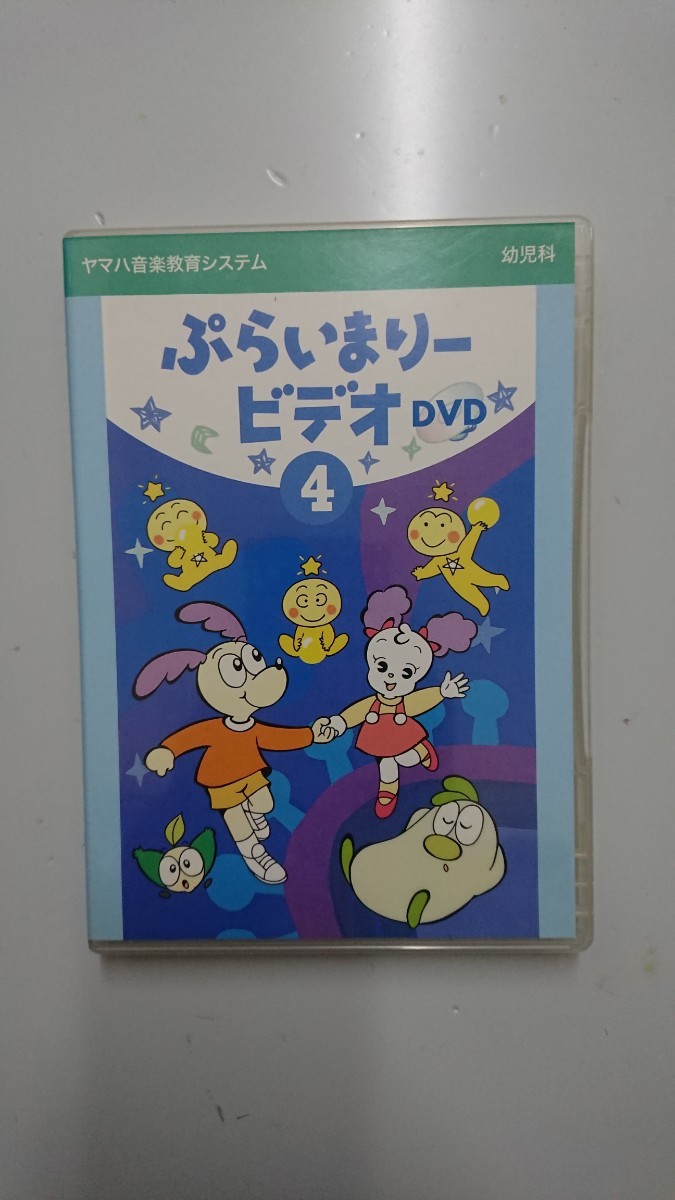 ヤマハ音楽教育システム
幼児科
ぷらいまりー
ビデオ DVD
4